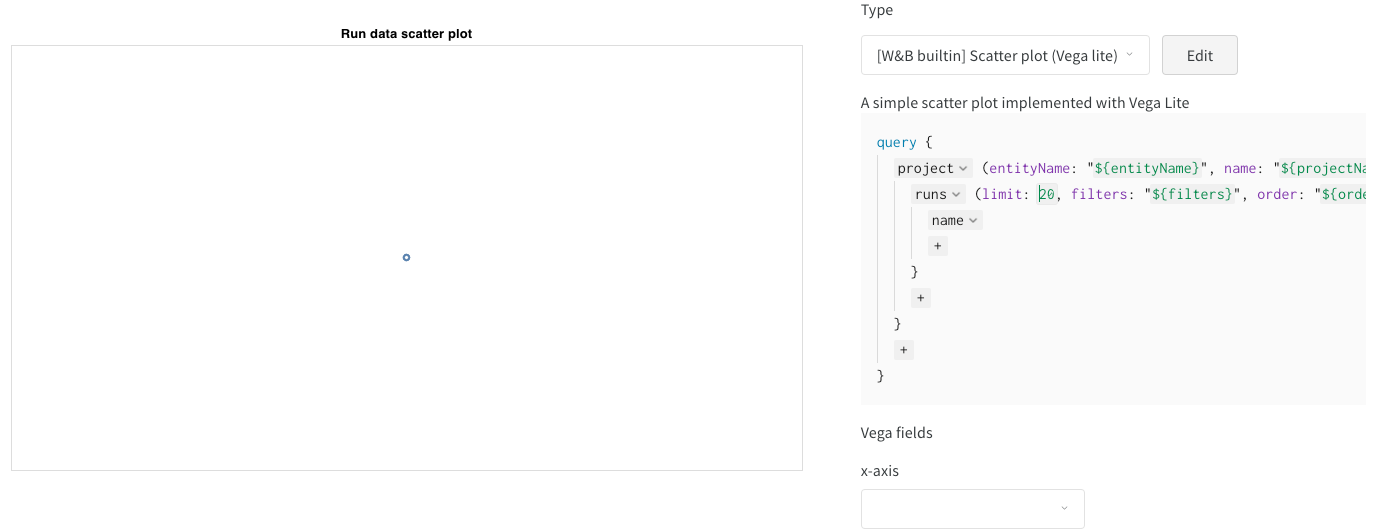 Run data scatter plot
Type
[W&B builtin] Scatter plot (Vega lite)
Edit
A simple scatter plot implemented with Vega Lite
query {
project (entityName: "${entityName}", name: "${projectNa
runs (limit: 20, filters: "${filters}", order: "${orde
name
+
}
+
}
+
}
Vega fields
x-axis